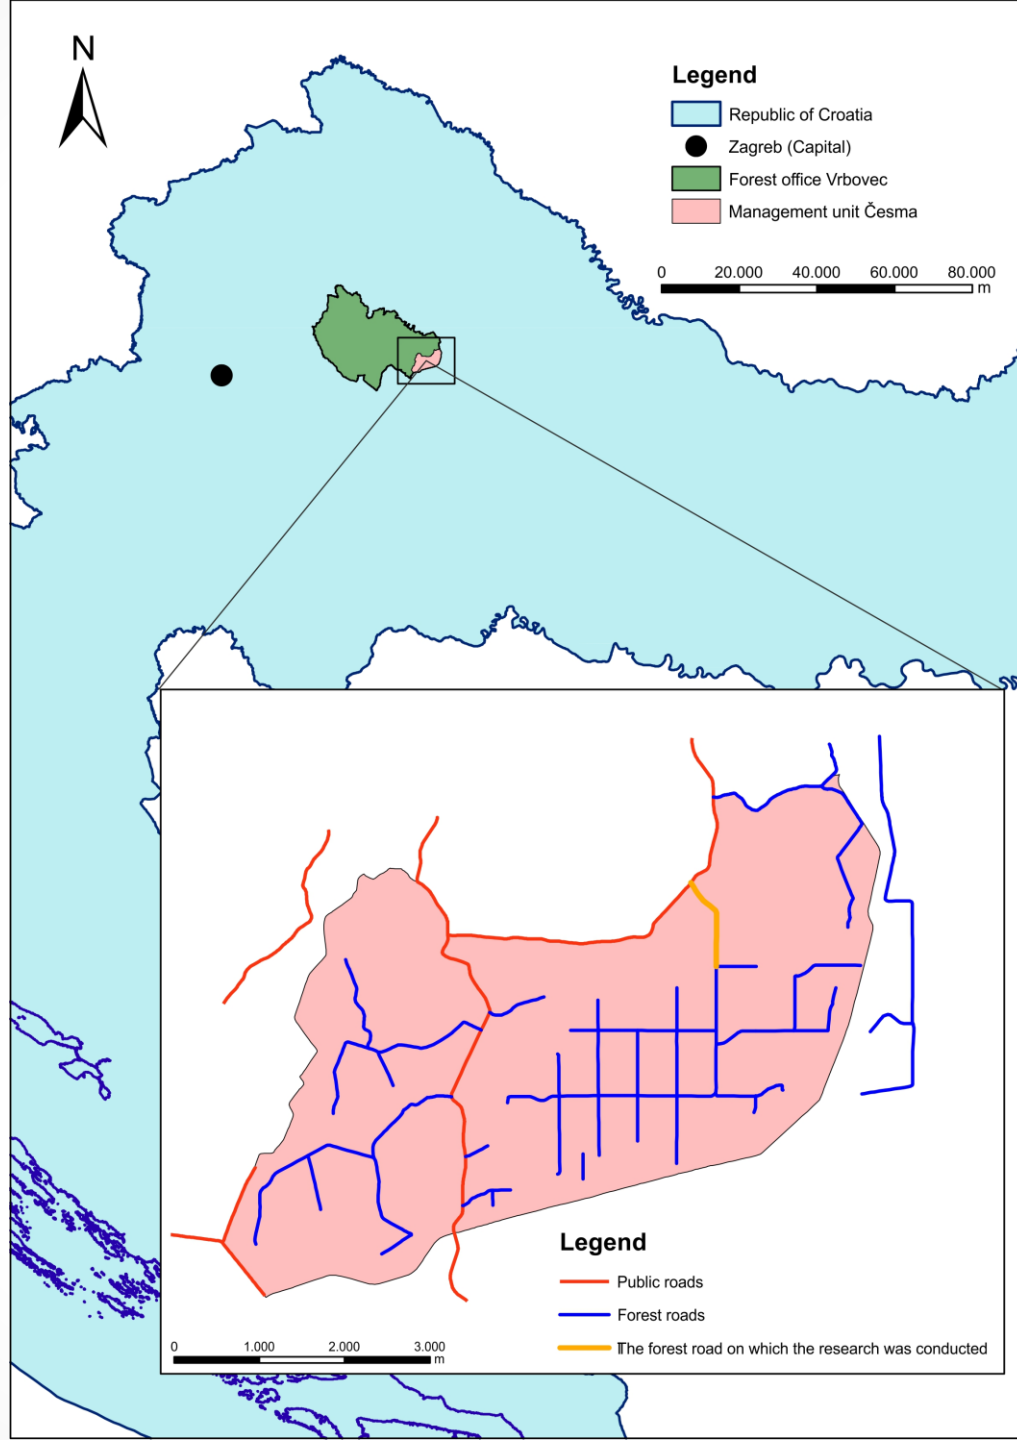 N
Legend
Republic of Croatia
Zagreb (Capital)
Forest office Vrbovec
Management unit Česma
0 20.000 40.000 60.000 80.000
m
Legend
Public roads
Forest roads
The forest road on which the research was conducted
0 1.000 2.000 3.000
m